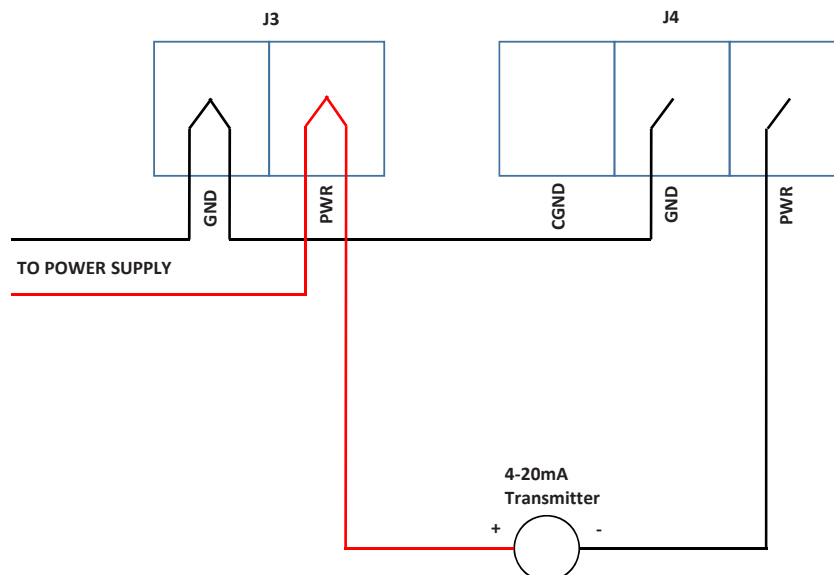 J3
J4
GND
PWR
CGND
GND
PWR
TO POWER SUPPLY
4-20mA
Transmitter
+
-